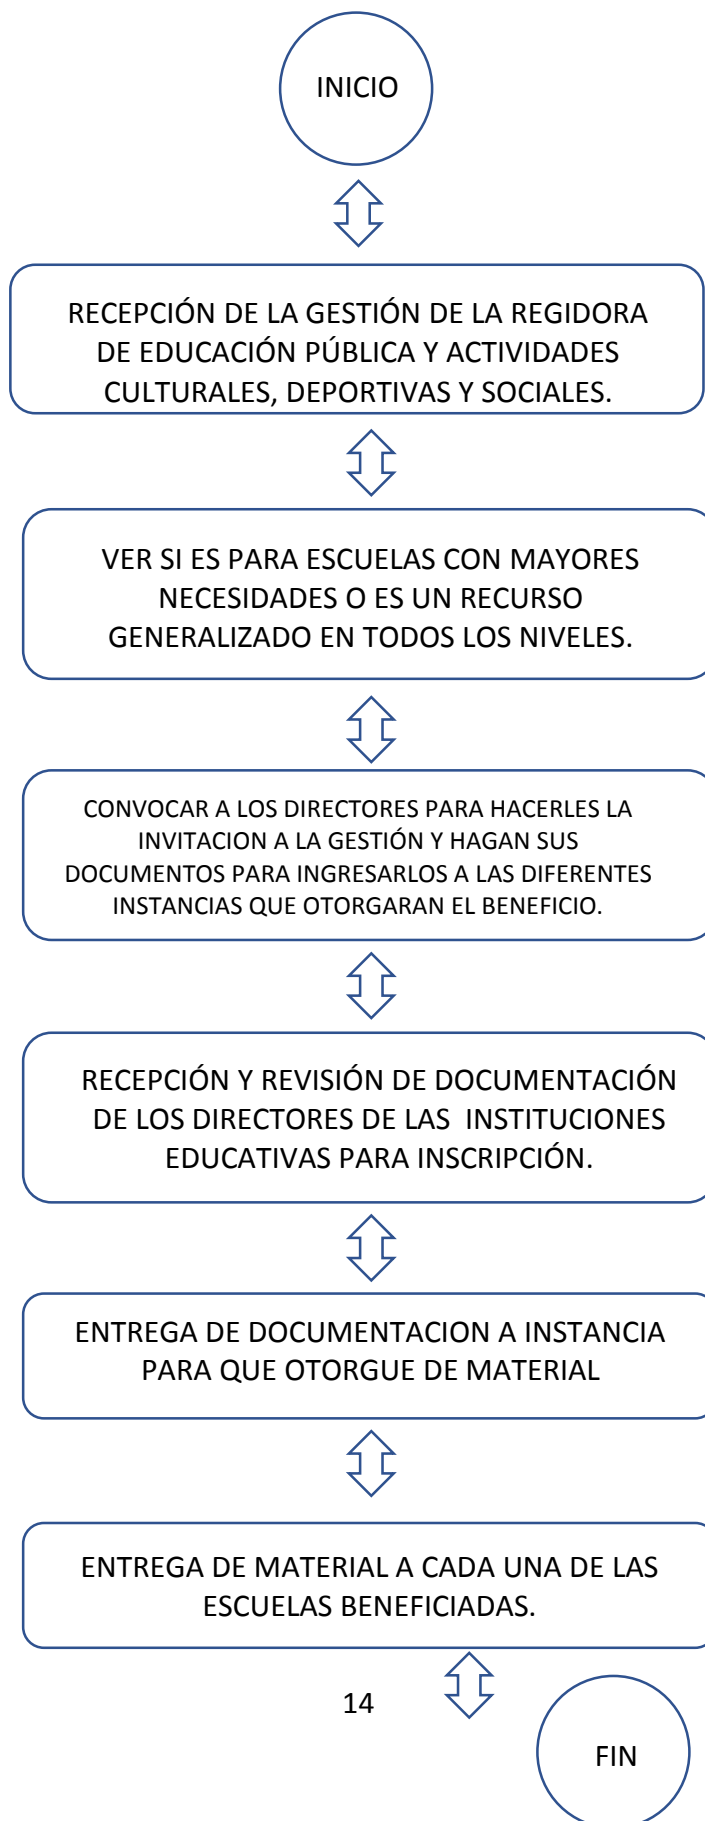 INICIO
RECEPCIÓN DE LA GESTIÓN DE LA REGIDORA
DE EDUCACIÓN PÚBLICA Y ACTIVIDADES
CULTURALES, DEPORTIVAS Y SOCIALES.
VER SI ES PARA ESCUELAS CON MAYORES
NECESIDADES O ES UN RECURSO
GENERALIZADO EN TODOS LOS NIVELES.
CONVOCAR A LOS DIRECTORES PARA HACERLES LA
INVITACION A LA GESTIÓN Y HAGAN SUS
DOCUMENTOS PARA INGRESARLOS A LAS DIFERENTES
INSTANCIAS QUE OTORGARAN EL BENEFICIO.
RECEPCIÓN Y REVISIÓN DE DOCUMENTACIÓN
DE LOS DIRECTORES DE LAS  INSTITUCIONES
EDUCATIVAS PARA INSCRIPCIÓN.
ENTREGA DE DOCUMENTACION A INSTANCIA
PARA QUE OTORGUE DE MATERIAL
ENTREGA DE MATERIAL A CADA UNA DE LAS
ESCUELAS BENEFICIADAS.
14
FIN